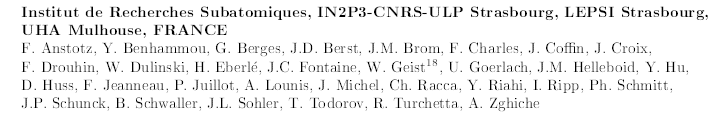 Institut de Recherches Subatomiques, IN2P3-CNRS-ULP Strasbourg, LEPSI Strasbourg,
UHA Mulhouse, FRANCE
F. Anstotz, Y. Benhammou, G. Berges, J.D. Berst, J.M. Brom, F. Charles, J. Coffin, J. Croix,
F. Drouhin, W. Dulinski, H. Eberlé, J.C. Fontaine, W. Geist18, U. Goerlach, J.M. Helleboid, Y. Hu,
D. Huss, F. Jeanneau, P. Juillot, A. Lounis, J. Michel, Ch. Racca, Y. Riahi, I. Ripp, Ph. Schmitt,
J.P. Schunck, B. Schwaller, J.L. Sohler, T. Todorov, R. Turchetta, A. Zghiche